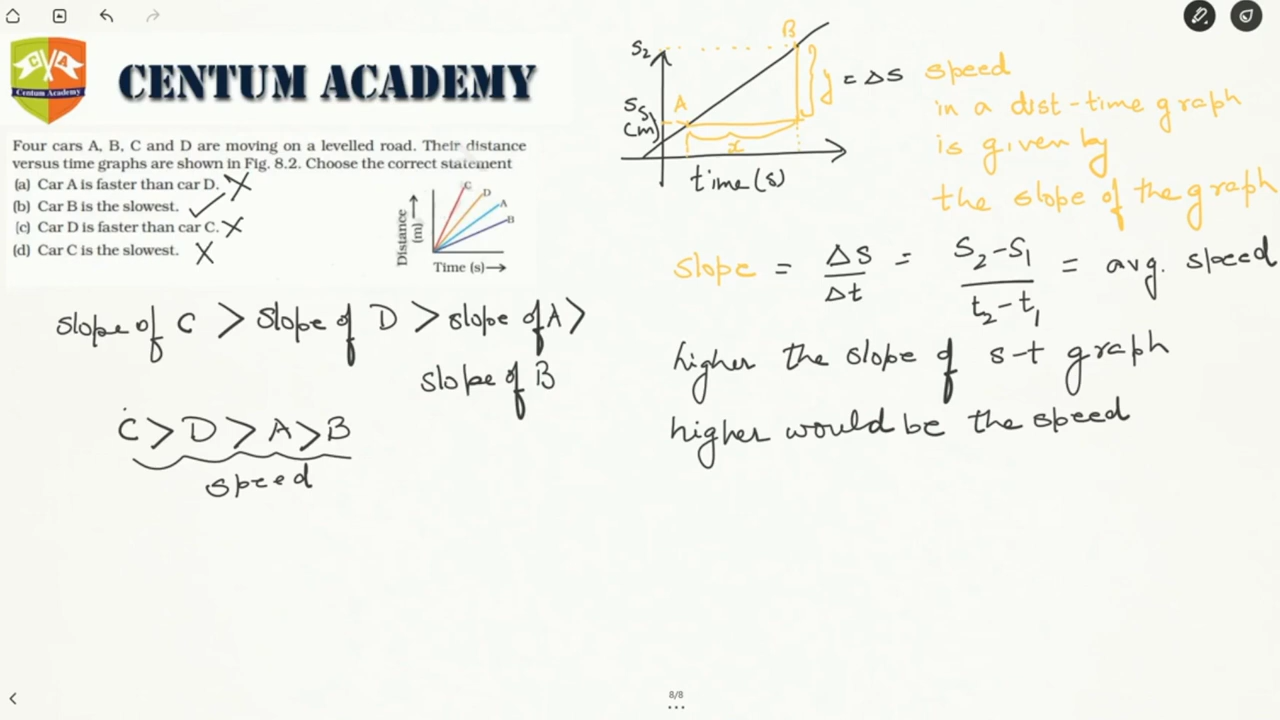 CENTUM ACADEMY
C A
Centum Academy
Four cars A, B, C and D are moving on a levelled road. Their distance
versus time graphs are shown in Fig. 8.2. Choose the correct statement
(a) Car A is faster than car D.
(b) Car B is the slowest.
(c) Car D is faster than car C.
(d) Car C is the slowest.
Distance
(m)
C
D
A
B
Time (s)
slope of C > slope of D > slope of A >
slope of B
C > D > A > B
speed
S2
B
A
(m)
x
y = Δs
time (s)
speed
in a dist-time graph
is given by
the slope of the graph
slope = Δs/Δt = S2-S1/t2-t1 = avg. speed
higher the slope of s-t graph
higher would be the speed
8/8